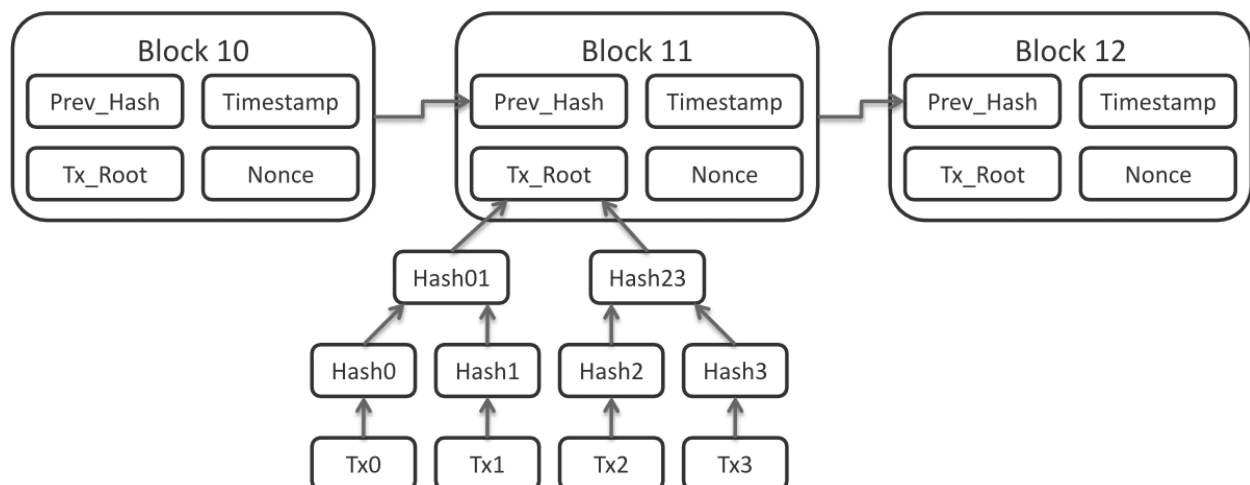 Block 10
Block 11
Block 12
Prev_Hash Timestamp
Prev_Hash Timestamp
Prev_Hash Timestamp
Tx_Root Nonce
Tx_Root Nonce
Tx_Root Nonce
Hash01 Hash23
Hash0 Hash1 Hash2 Hash3
Tx0 Tx1 Tx2 Tx3